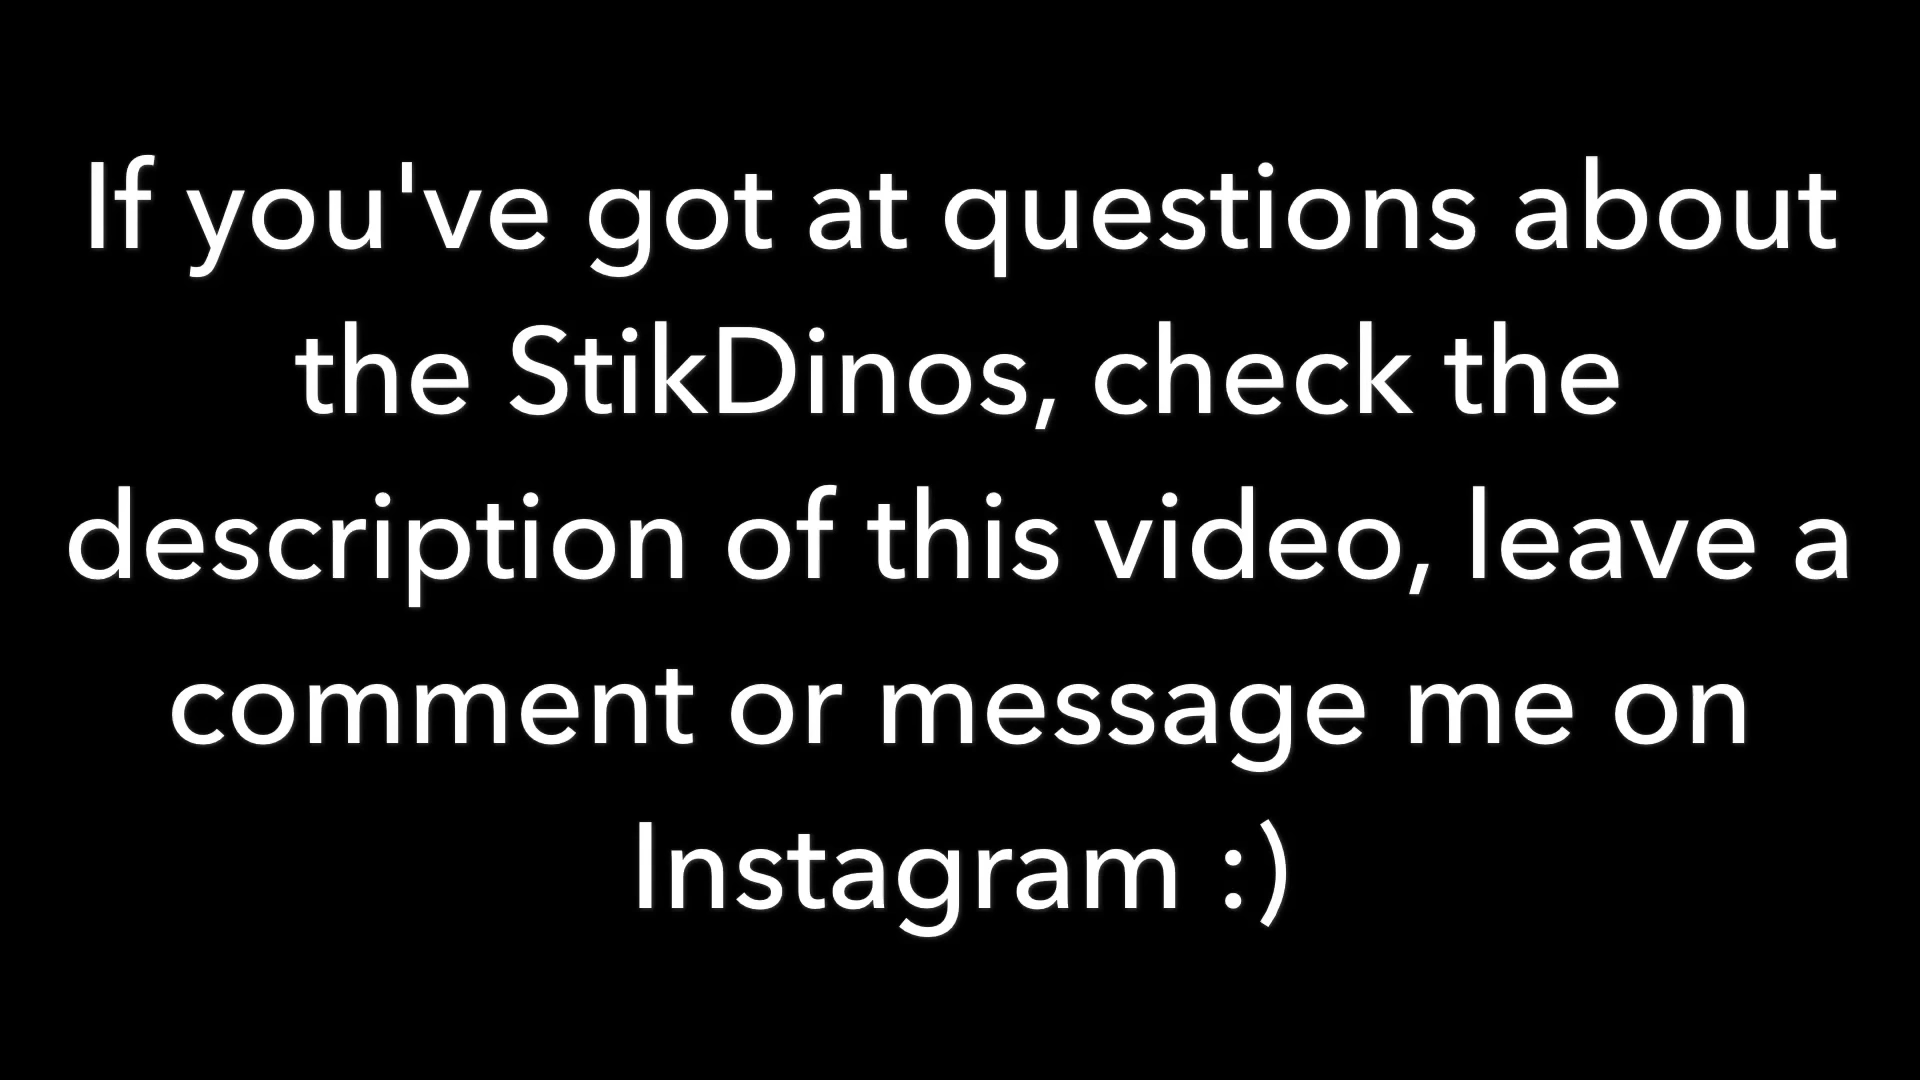 If you've got at questions about
the StikDinos, check the
description of this video, leave a
comment or message me on
Instagram :)